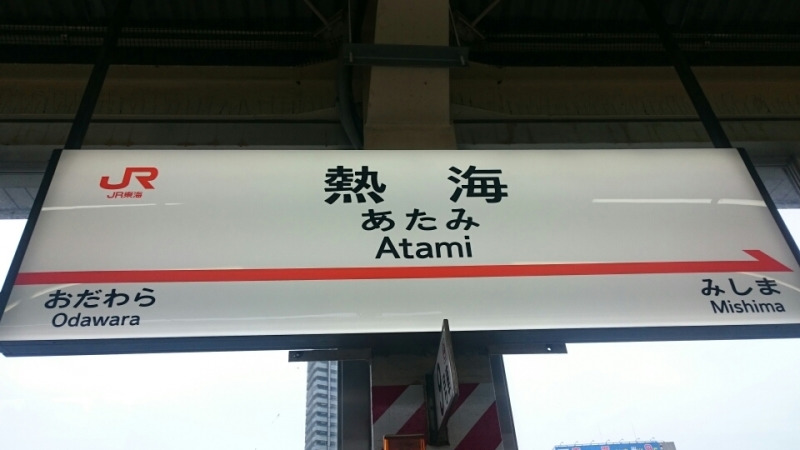 JR
JR東海
熱海
あたみ
Atami
おだわら
Odawara
みしま
Mishima